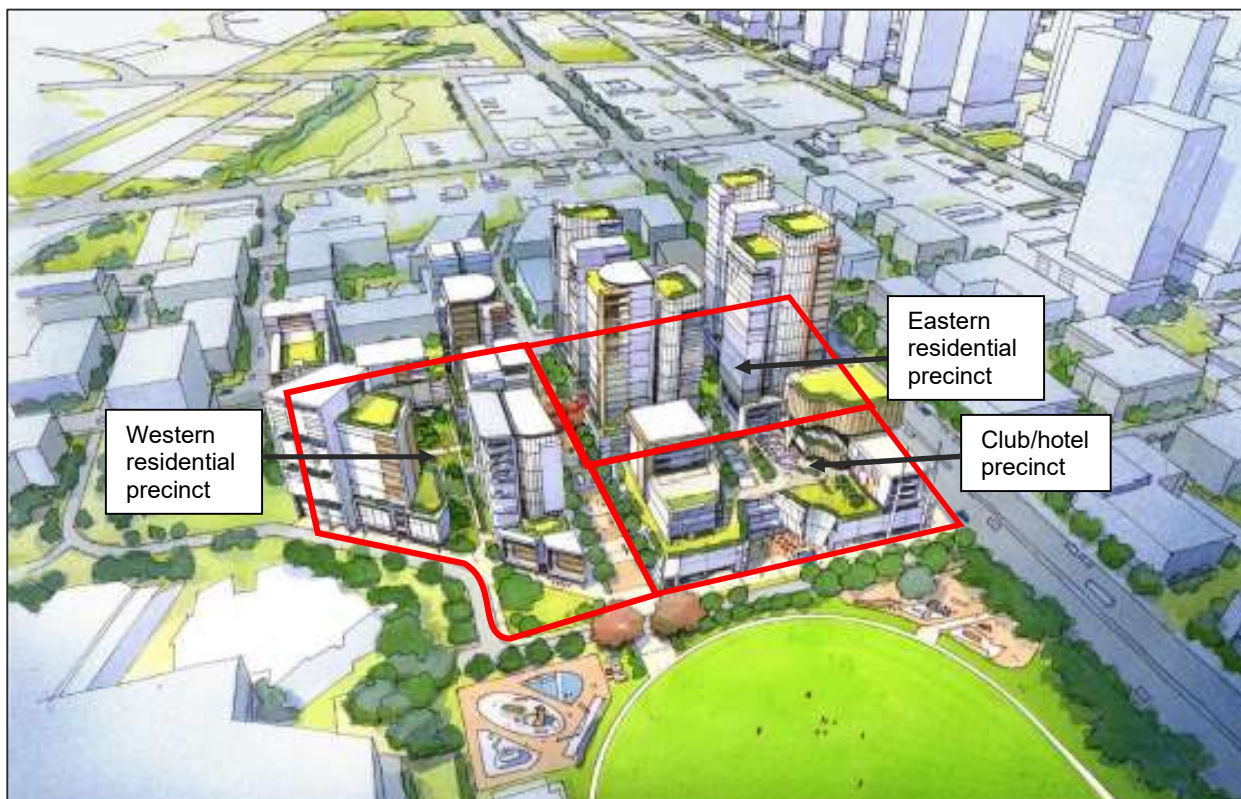 Eastern
residential
precinct
Western
residential
precinct
Club/hotel
precinct